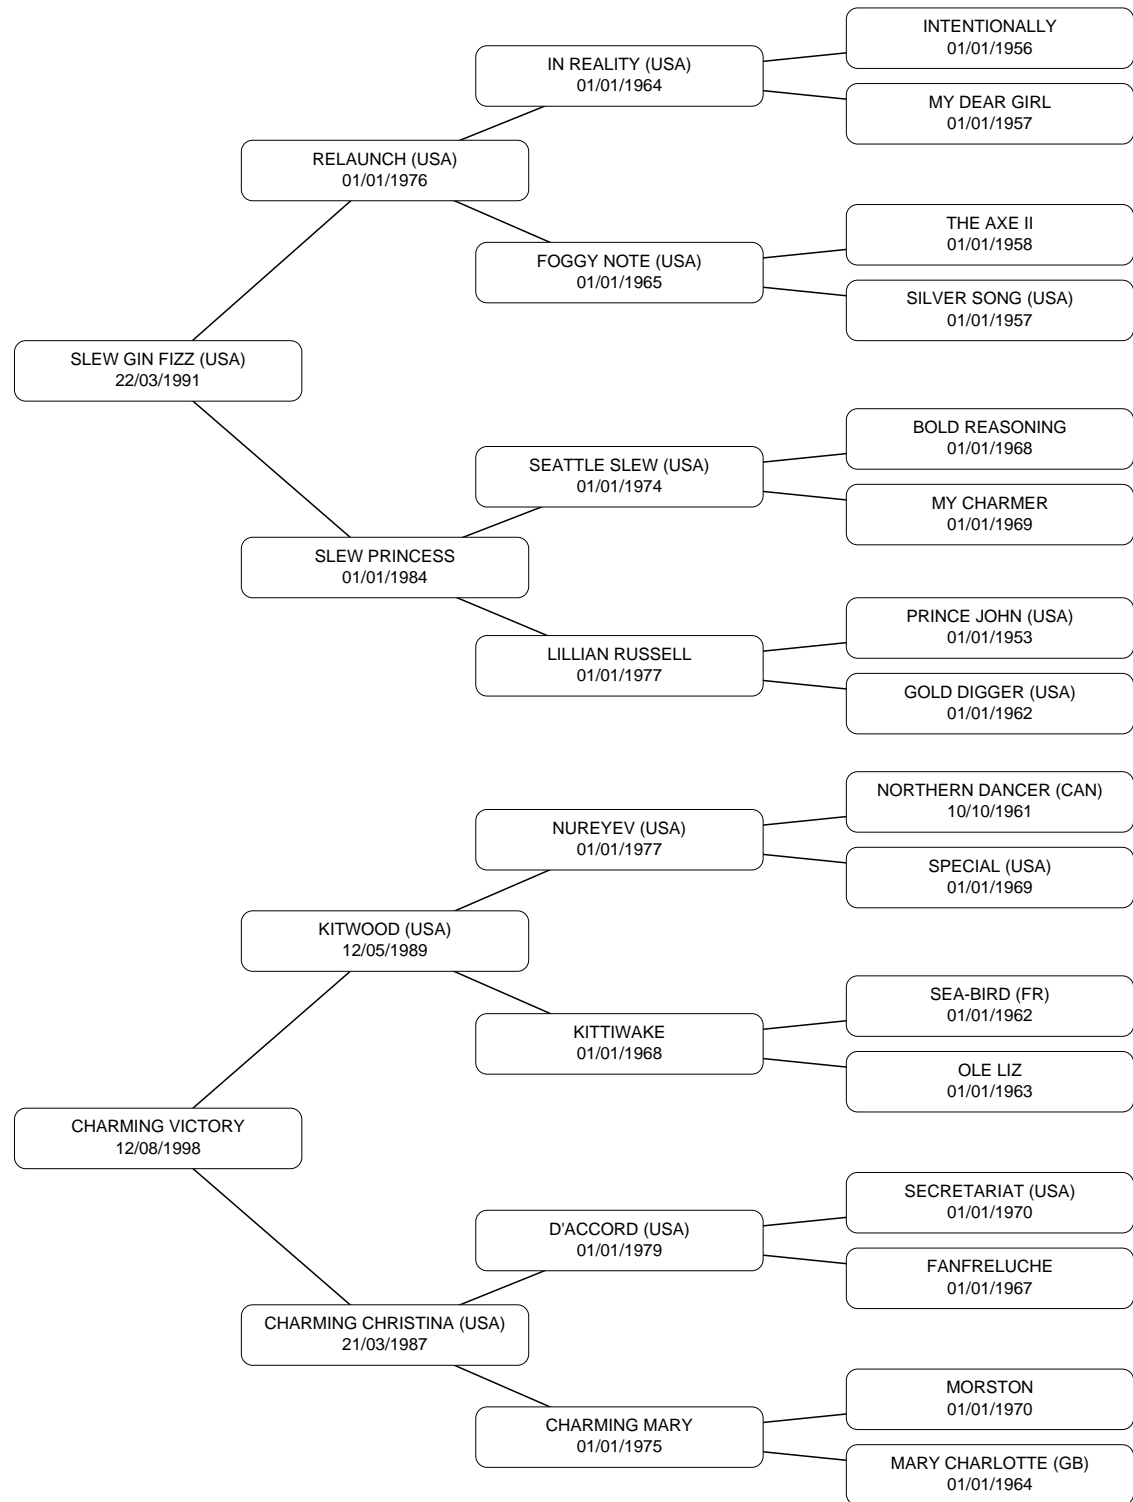 INTENTIONALLY
01/01/1956
IN REALITY (USA)
01/01/1964
MY DEAR GIRL
01/01/1957
RELAUNCH (USA)
01/01/1976
THE AXE II
01/01/1958
FOGGY NOTE (USA)
01/01/1965
SILVER SONG (USA)
01/01/1957
SLEW GIN FIZZ (USA)
22/03/1991
BOLD REASONING
01/01/1968
SEATTLE SLEW (USA)
01/01/1974
MY CHARMER
01/01/1969
SLEW PRINCESS
01/01/1984
PRINCE JOHN (USA)
01/01/1953
LILLIAN RUSSELL
01/01/1977
GOLD DIGGER (USA)
01/01/1962
NORTHERN DANCER (CAN)
10/10/1961
NUREYEV (USA)
01/01/1977
SPECIAL (USA)
01/01/1969
KITWOOD (USA)
12/05/1989
SEA-BIRD (FR)
01/01/1962
KITTIWAKE
01/01/1968
OLE LIZ
01/01/1963
CHARMING VICTORY
12/08/1998
SECRETARIAT (USA)
01/01/1970
D'ACCORD (USA)
01/01/1979
FANFRELUCHE
01/01/1967
CHARMING CHRISTINA (USA)
21/03/1987
MORSTON
01/01/1970
CHARMING MARY
01/01/1975
MARY CHARLOTTE (GB)
01/01/1964